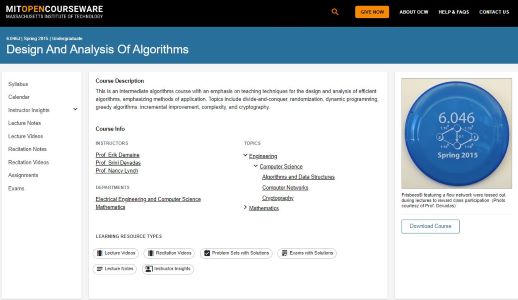 MITOPENCOURSEWARE
MASSACHUSETTS INSTITUTE OF TECHNOLOGY
GIVE NOW
ABOUT OCW
HELP & FAQS
CONTACT US
6.046J | Spring 2015 | Undergraduate
Design And Analysis Of Algorithms
Syllabus
Calendar
Instructor Insights
Lecture Notes
Lecture Videos
Recitation Notes
Recitation Videos
Assignments
Exams
Course Description
This is an intermediate algorithms course with an emphasis on teaching techniques for the design and analysis of efficient
algorithms, emphasizing methods of application. Topics include divide-and-conquer, randomization, dynamic programming,
greedy algorithms, incremental improvement, complexity, and cryptography.
Course Info
INSTRUCTORS
Prof. Erik Demaine
Prof. Srini Devadas
Prof. Nancy Lynch
DEPARTMENTS
Electrical Engineering and Computer Science
Mathematics
TOPICS
Engineering
Computer Science
Algorithms and Data Structures
Computer Networks
Cryptography
Mathematics
LEARNING RESOURCE TYPES
Lecture Videos
Recitation Videos
Problem Sets with Solutions
Exams with Solutions
Lecture Notes
Instructor Insights
6.046
Spring 2015
Frisbees® featuring a flow network were tossed out
during lectures to reward class participation. (Photo
courtesy of Prof. Devadas)
Download Course